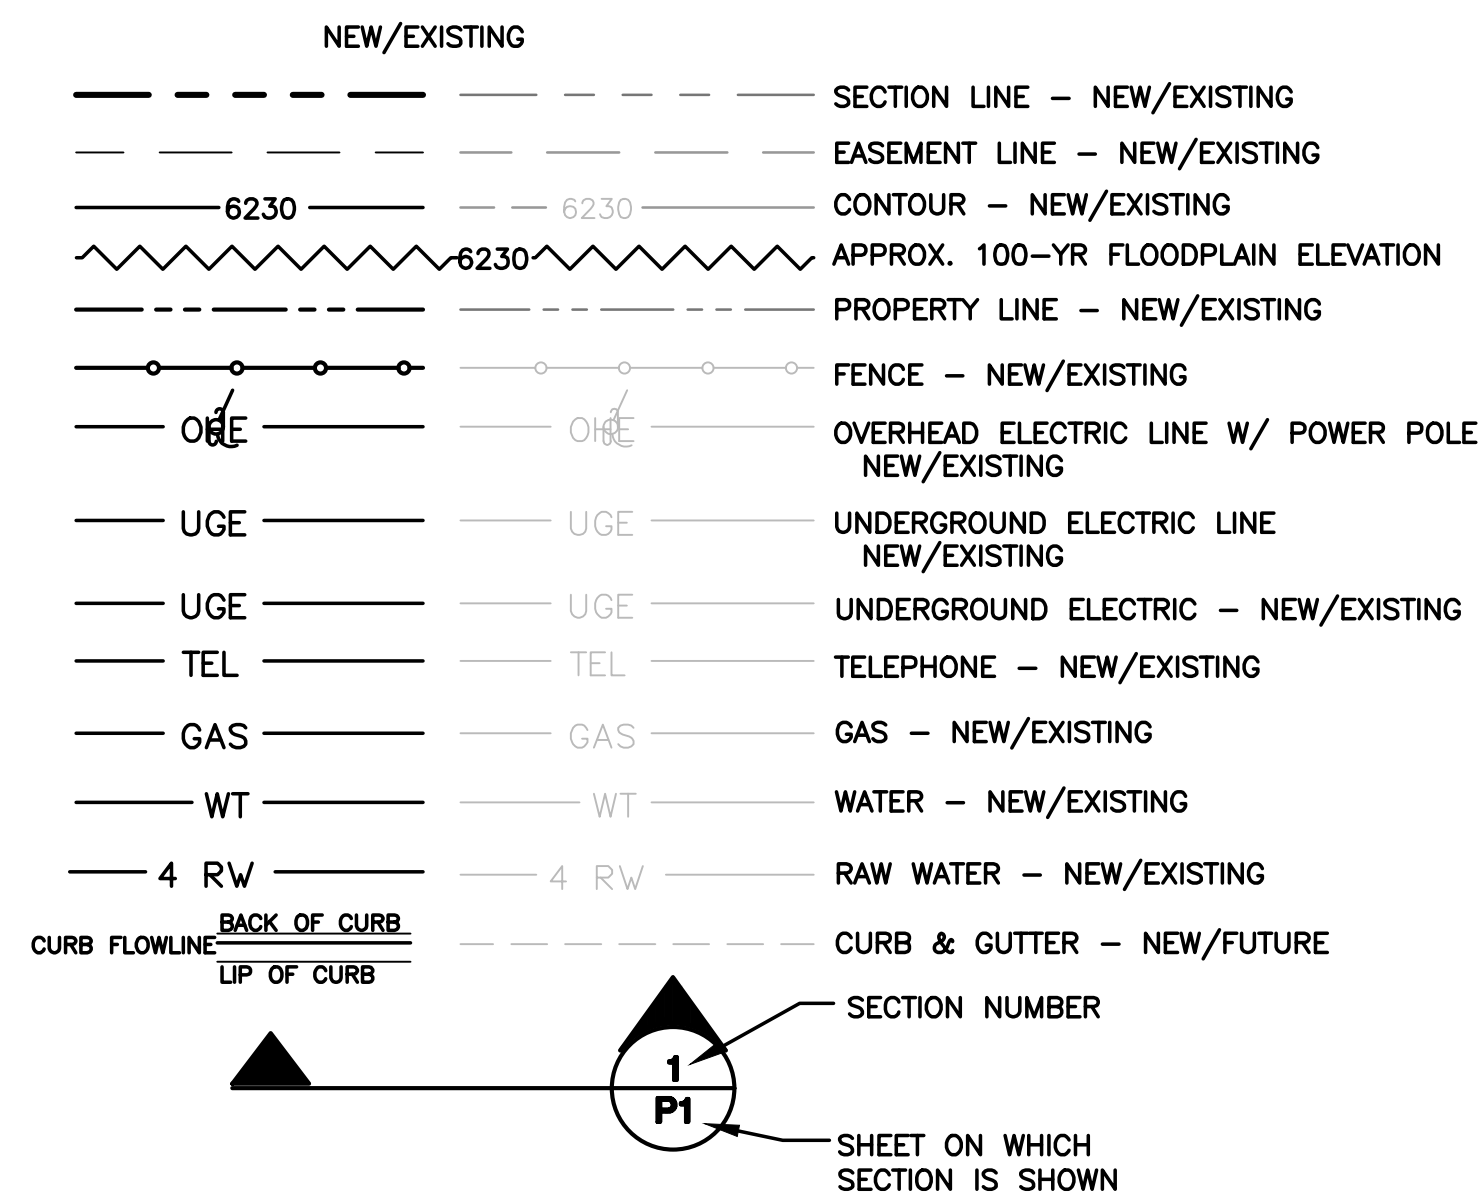 NEW/EXISTING
SECTION LINE - NEW/EXISTING
EASEMENT LINE - NEW/EXISTING
6230 6230 CONTOUR - NEW/EXISTING
6230 APPROX. 100-YR FLOODPLAIN ELEVATION
PROPERTY LINE - NEW/EXISTING
FENCE - NEW/EXISTING
OHE OHE OVERHEAD ELECTRIC LINE W/ POWER POLE
NEW/EXISTING
UGE UGE UNDERGROUND ELECTRIC LINE
NEW/EXISTING
UGE UGE UNDERGROUND ELECTRIC - NEW/EXISTING
TEL TEL TELEPHONE - NEW/EXISTING
GAS GAS GAS - NEW/EXISTING
WT WT WATER - NEW/EXISTING
4 RW 4 RW RAW WATER - NEW/EXISTING
BACK OF CURB
CURB FLOWLINE CURB & GUTTER - NEW/FUTURE
LIP OF CURB
SECTION NUMBER
1
P1
SHEET ON WHICH
SECTION IS SHOWN